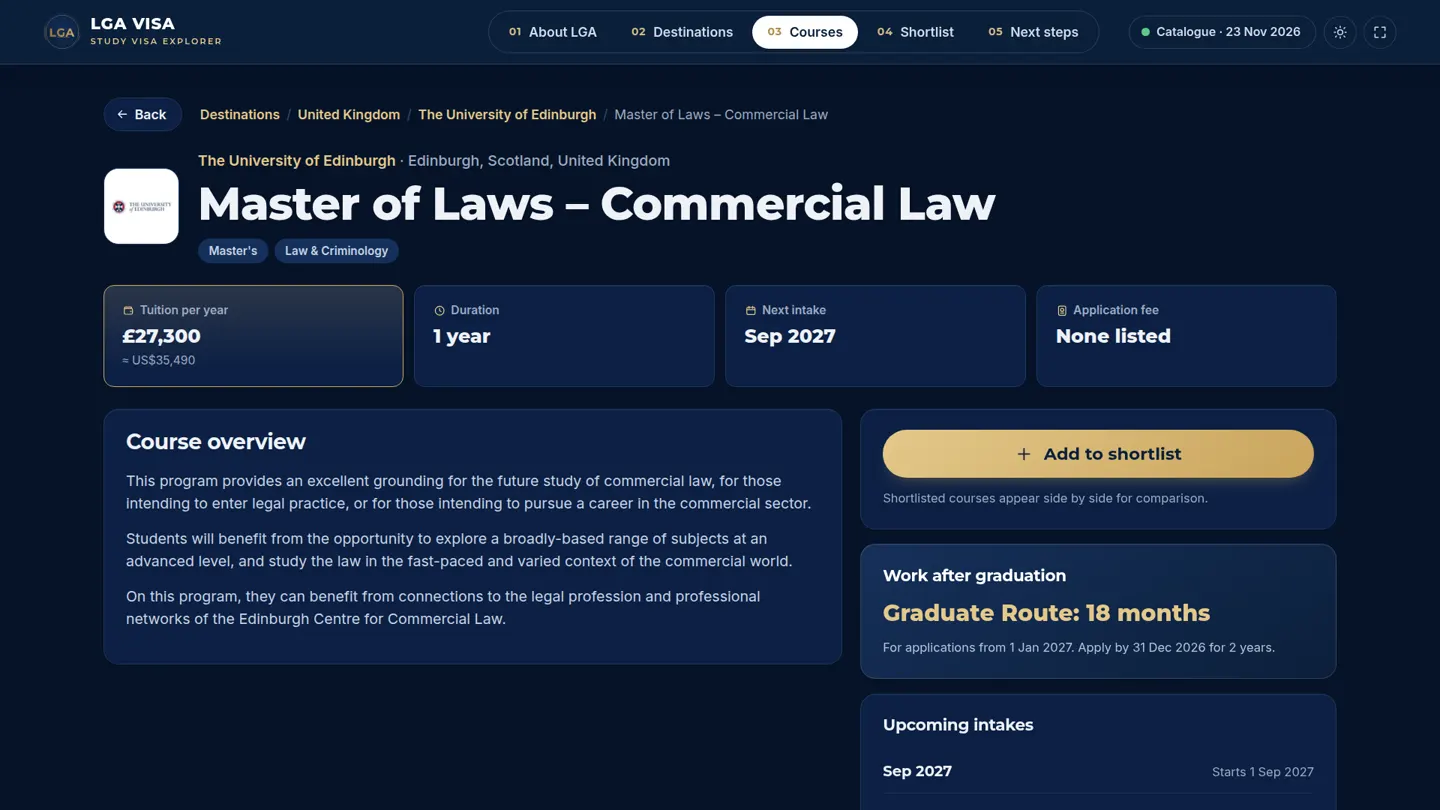 LGA
LGA VISA
STUDY VISA EXPLORER
01 About LGA
02 Destinations
03 Courses
04 Shortlist
05 Next steps
Catalogue · 23 Nov 2026
← Back
Destinations / United Kingdom / The University of Edinburgh / Master of Laws – Commercial Law
The University of Edinburgh · Edinburgh, Scotland, United Kingdom
THE UNIVERSITY
of EDINBURGH
Master of Laws – Commercial Law
Master's
Law & Criminology
Tuition per year
£27,300
≈ US$35,490
Duration
1 year
Next intake
Sep 2027
Application fee
None listed
Course overview
This program provides an excellent grounding for the future study of commercial law, for those
intending to enter legal practice, or for those intending to pursue a career in the commercial sector.
Students will benefit from the opportunity to explore a broadly-based range of subjects at an
advanced level, and study the law in the fast-paced and varied context of the commercial world.
On this program, they can benefit from connections to the legal profession and professional
networks of the Edinburgh Centre for Commercial Law.
+ Add to shortlist
Shortlisted courses appear side by side for comparison.
Work after graduation
Graduate Route: 18 months
For applications from 1 Jan 2027. Apply by 31 Dec 2026 for 2 years.
Upcoming intakes
Sep 2027
Starts 1 Sep 2027